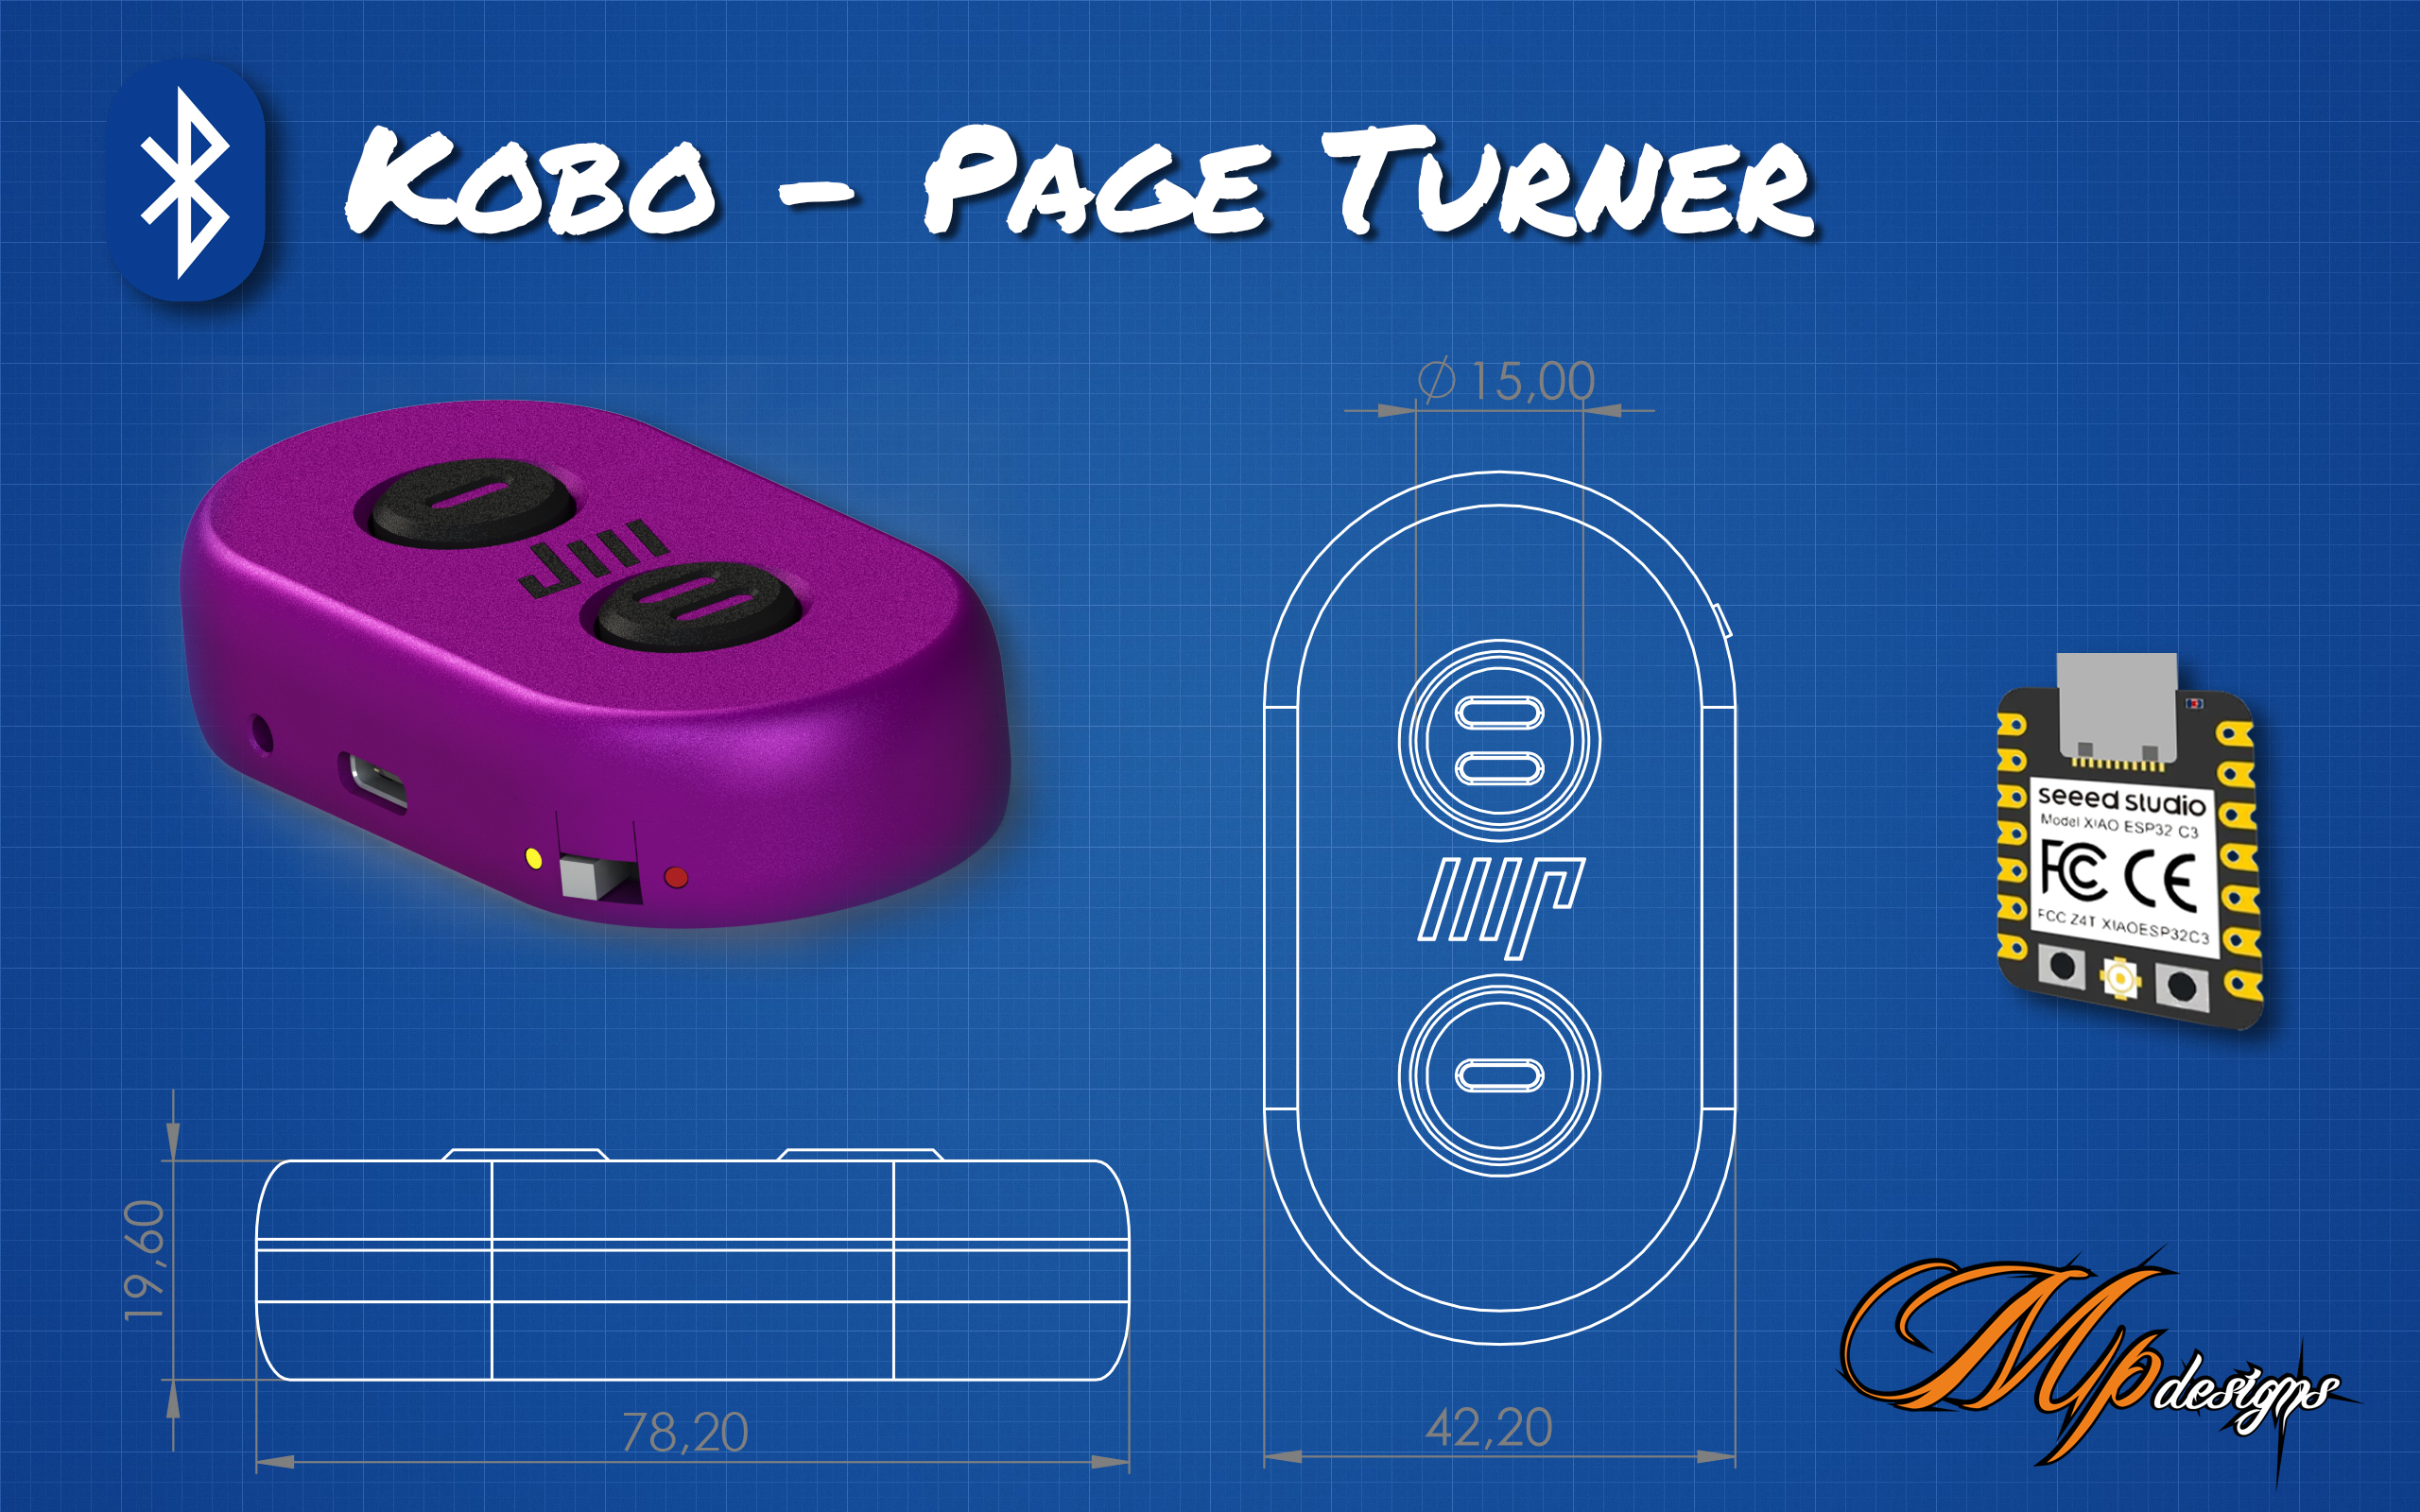 KOBO - PAGE TURNER
Ø 15,00
seeed studio
Model XIAO ESP32 C3
FC CE
FCC Z4T XIAOESP32C3
MP
19,60
78,20
42,20
Mp designs